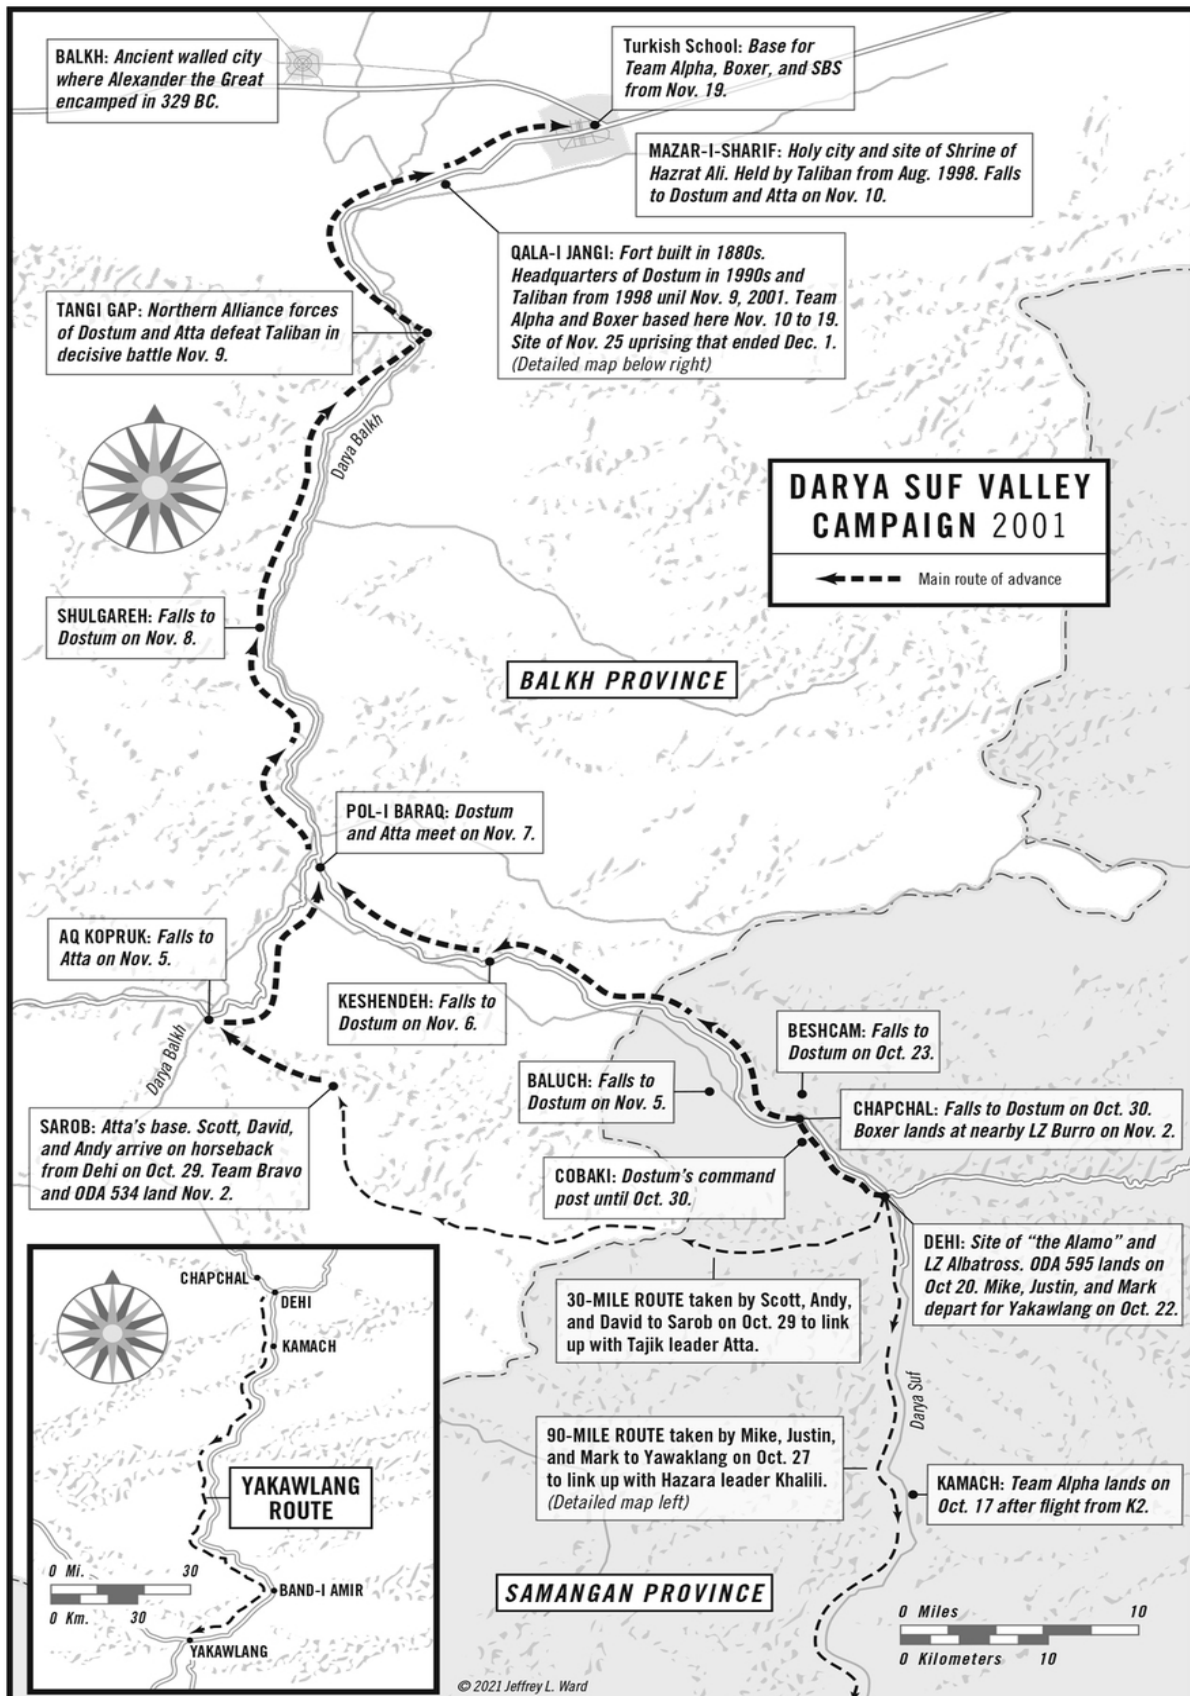 BALKH: Ancient walled city
where Alexander the Great
encamped in 329 BC.
Turkish School: Base for
Team Alpha, Boxer, and SBS
from Nov. 19.
MAZAR-I-SHARIF: Holy city and site of Shrine of
Hazrat Ali. Held by Taliban from Aug. 1998. Falls
to Dostum and Atta on Nov. 10.
QALA-I JANGI: Fort built in 1880s.
Headquarters of Dostum in 1990s and
Taliban from 1998 unil Nov. 9, 2001. Team
Alpha and Boxer based here Nov. 10 to 19.
Site of Nov. 25 uprising that ended Dec. 1.
(Detailed map below right)
TANGI GAP: Northern Alliance forces
of Dostum and Atta defeat Taliban in
decisive battle Nov. 9.
Darya Balkh
DARYA SUF VALLEY
CAMPAIGN 2001
Main route of advance
SHULGAREH: Falls to
Dostum on Nov. 8.
BALKH PROVINCE
POL-I BARAQ: Dostum
and Atta meet on Nov. 7.
AQ KOPRUK: Falls to
Atta on Nov. 5.
KESHENDEH: Falls to
Dostum on Nov. 6.
Darya Balkh
BESHCAM: Falls to
Dostum on Oct. 23.
BALUCH: Falls to
Dostum on Nov. 5.
CHAPCHAL: Falls to Dostum on Oct. 30.
Boxer lands at nearby LZ Burro on Nov. 2.
SAROB: Atta's base. Scott, David,
and Andy arrive on horseback
from Dehi on Oct. 29. Team Bravo
and ODA 534 land Nov. 2.
COBAKI: Dostum's command
post until Oct. 30.
DEHI: Site of “the Alamo” and
LZ Albatross. ODA 595 lands on
Oct 20. Mike, Justin, and Mark
depart for Yakawlang on Oct. 22.
30-MILE ROUTE taken by Scott, Andy,
and David to Sarob on Oct. 29 to link
up with Tajik leader Atta.
Darya Suf
90-MILE ROUTE taken by Mike, Justin,
and Mark to Yawaklang on Oct. 27
to link up with Hazara leader Khalili.
(Detailed map left)
KAMACH: Team Alpha lands on
Oct. 17 after flight from K2.
SAMANGAN PROVINCE
0 Miles 10
0 Kilometers 10
CHAPCHAL
DEHI
KAMACH
YAKAWLANG
ROUTE
0 Mi. 30
0 Km. 30
BAND-I AMIR
YAKAWLANG
© 2021 Jeffrey L. Ward